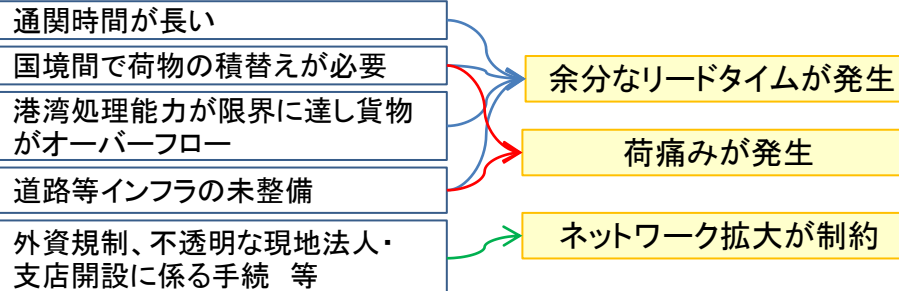 通関時間が長い
国境間で荷物の積替えが必要
港湾処理能力が限界に達し貨物
がオーバーフロー
道路等インフラの未整備
外資規制、不透明な現地法人・
支店開設に係る手続　等
余分なリードタイムが発生
荷痛みが発生
ネットワーク拡大が制約